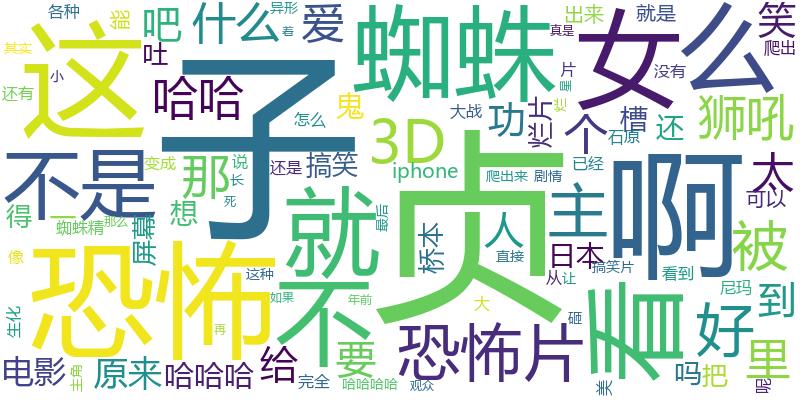 各种
能
吧
什么
异形
着
爱
蜘蛛
女
么
出来
就是
真是
笑
爬出
其实
还有
小
这
吐
哈哈
子
鬼
怎么
大战
3D
功
烂片
个
槽
片
星
烂
没有
狮吼
还
石原
不是
变成
那
说
长
死
还是
搞笑
iphone
爬出来
剧情
已经
太
可以
得
一
蜘蛛精
那么
屏幕
想
就
最后
贞
桥本
人
直接
主
日本
啊
被
像
恐怖
这种
不
从
让
搞笑片
看到
尼玛
到
生化
如果
年前
大
砸
看
好
里
电影
主角
原来
哈哈哈
给
再
完全
要
哈哈哈哈
恐怖片
观众
美
吗
把
呢